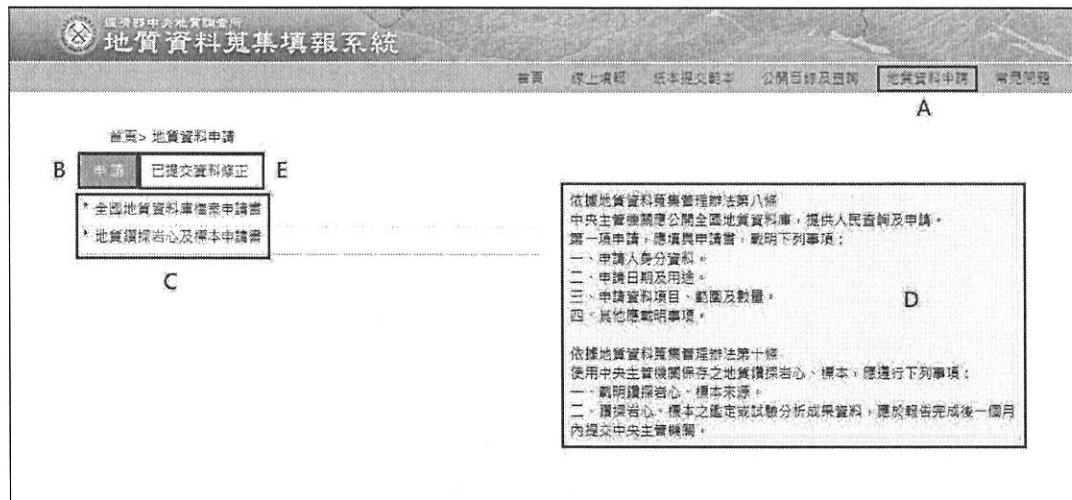 經濟部中央地質調查所
地質資料蒐集填報系統
首頁 線上填報 紙本提交範本 公開目錄及查詢 地質資料申請 常見問題
A
首頁> 地質資料申請
B 申請 已提交資料修正 E
* 全國地質資料庫檔案申請書
* 地質鑽探岩心及標本申請書
C
依據地質資料蒐集管理辦法第八條
中央主管機關應公開全國地質資料庫，提供人民查詢及申請。
第一項申請，應填具申請書，載明下列事項：
一、申請人身分資料。
二、申請日期及用途。
三、申請資料項目、範圍及數量。
四、其他應載明事項。
D
依據地質資料蒐集管理辦法第十條
使用中央主管機關保存之地質鑽探岩心、標本，應遵行下列事項：
一、載明鑽探岩心、標本來源。
二、鑽探岩心、標本之鑑定或試驗分析成果資料，應於報告完成後一個月
內提交中央主管機關。